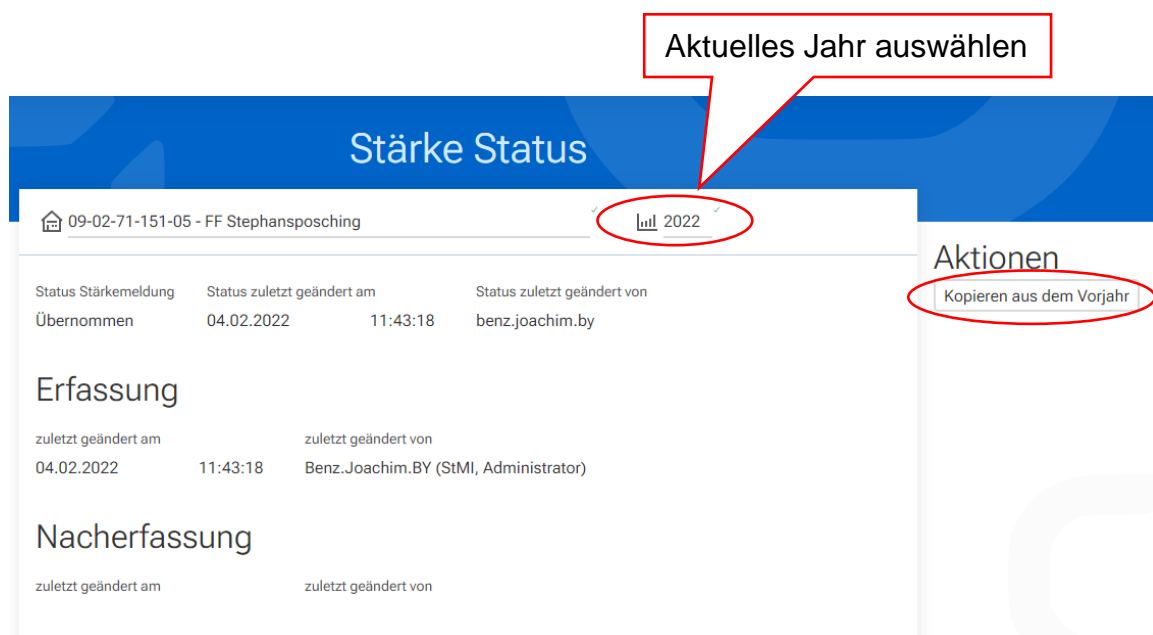 Aktuelles Jahr auswählen
Stärke Status
09-02-71-151-05 - FF Stephansposching 2022
Aktionen
Kopieren aus dem Vorjahr
Status Stärkemeldung Status zuletzt geändert am Status zuletzt geändert von
Übernommen 04.02.2022 11:43:18 benz.joachim.by
Erfassung
zuletzt geändert am zuletzt geändert von
04.02.2022 11:43:18 Benz.Joachim.BY (StMI, Administrator)
Nacherfassung
zuletzt geändert am zuletzt geändert von